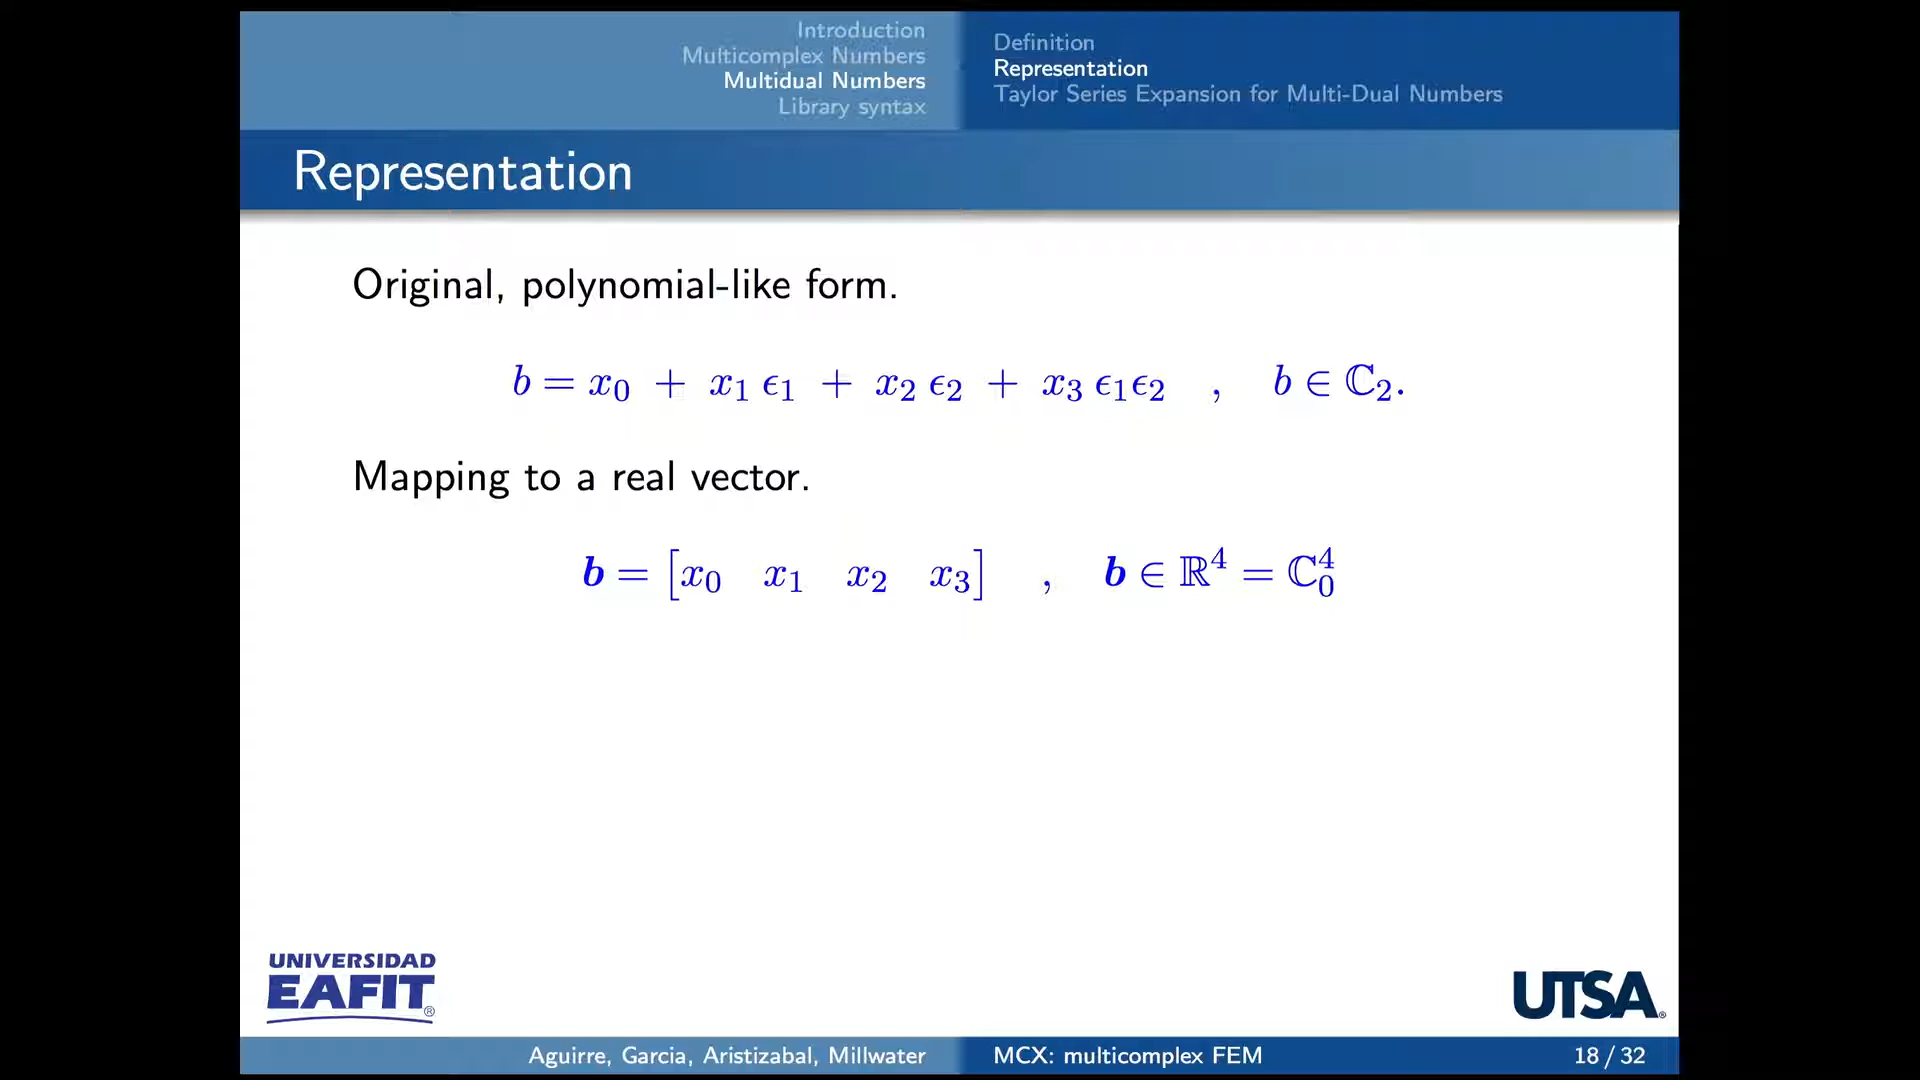 Introduction
Multicomplex Numbers
Multidual Numbers
Library syntax
Definition
Representation
Taylor Series Expansion for Multi-Dual Numbers
Representation
Original, polynomial-like form.
b = x₀ + x₁ ϵ₁ + x₂ ϵ₂ + x₃ ϵ₁ϵ₂ , b ∈ ℂ₂.
Mapping to a real vector.
𝒃 = [x₀ x₁ x₂ x₃] , 𝒃 ∈ ℝ⁴ = ℂ₀⁴
UNIVERSIDAD
EAFIT®
UTSA®
Aguirre, Garcia, Aristizabal, Millwater
MCX: multicomplex FEM
18 / 32